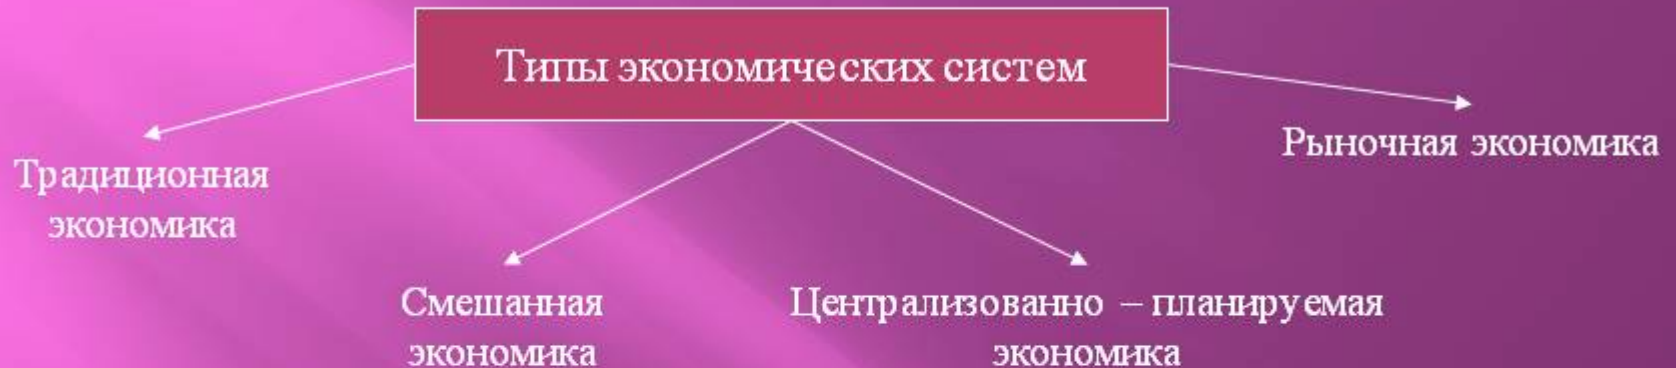 Типы экономических систем
Рыночная экономика
Традиционная
экономика
Смешанная
экономика
Централизованно – планируемая
экономика